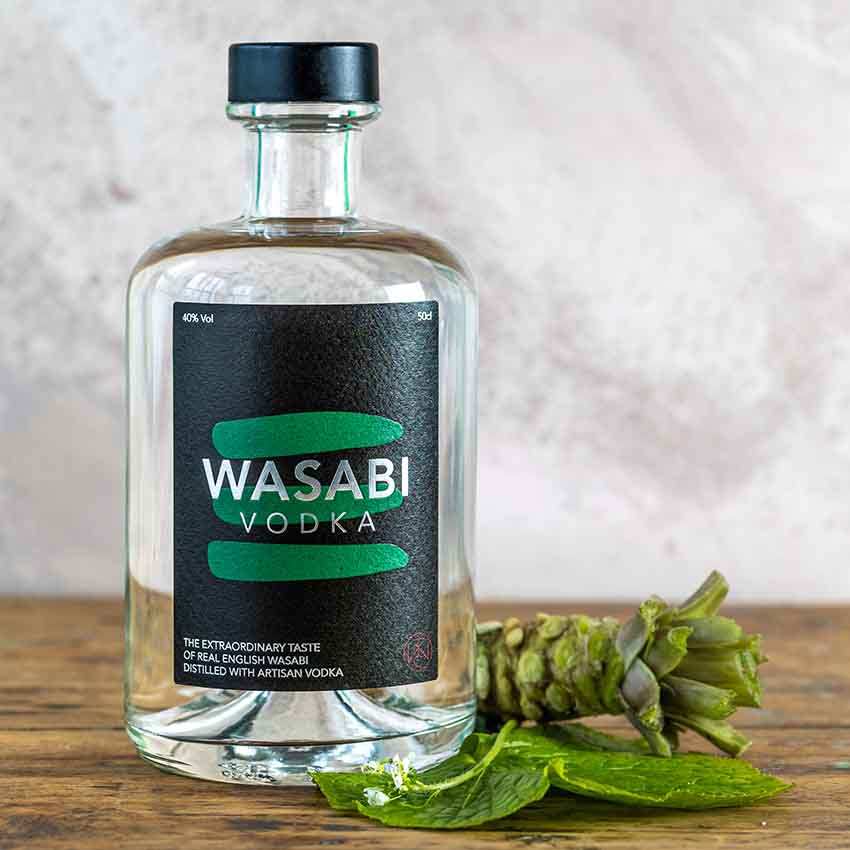 40% Vol
50cl
WASABI
VODKA
THE EXTRAORDINARY TASTE
OF REAL ENGLISH WASABI
DISTILLED WITH ARTISAN VODKA